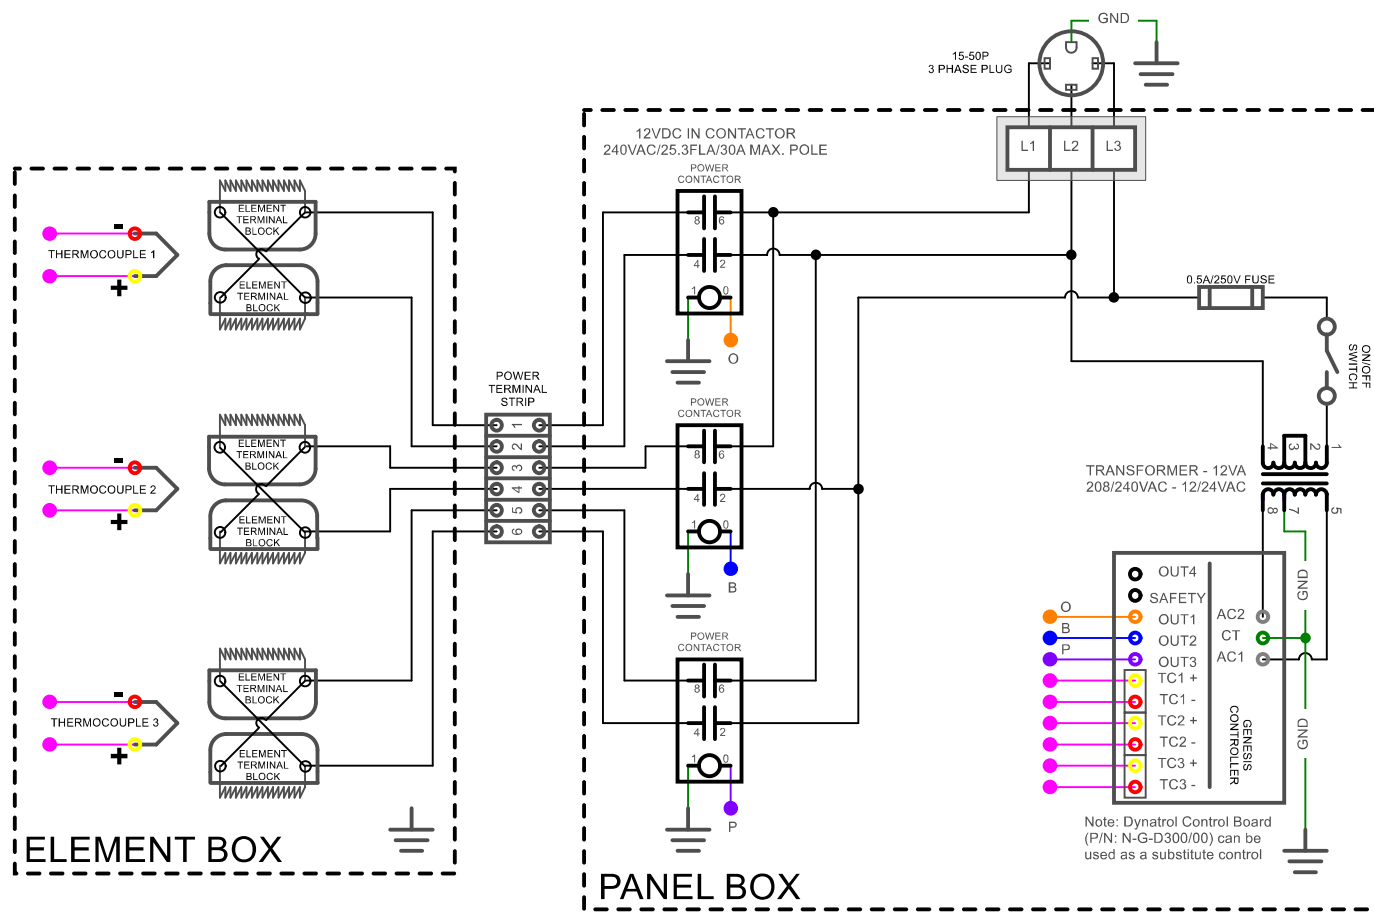 GND
15-50P
3 PHASE PLUG
12VDC IN CONTACTOR
240VAC/25.3FLA/30A MAX. POLE
L1
L2
L3
POWER
CONTACTOR
8
6
4
2
1
0
O
ELEMENT
TERMINAL
BLOCK
ELEMENT
TERMINAL
BLOCK
-
THERMOCOUPLE 1
+
0.5A/250V FUSE
ON/OFF
SWITCH
POWER
TERMINAL
STRIP
1
2
3
4
5
6
POWER
CONTACTOR
8
6
4
2
1
0
B
ELEMENT
TERMINAL
BLOCK
ELEMENT
TERMINAL
BLOCK
-
THERMOCOUPLE 2
+
4
3
2
1
TRANSFORMER - 12VA
208/240VAC - 12/24VAC
8
7
5
GND
GND
POWER
CONTACTOR
8
6
4
2
1
0
P
ELEMENT
TERMINAL
BLOCK
ELEMENT
TERMINAL
BLOCK
-
THERMOCOUPLE 3
+
O
B
P
OUT4
SAFETY
OUT1
OUT2
OUT3
TC1 +
TC1 -
TC2 +
TC2 -
TC3 +
TC3 -
AC2
CT
AC1
GENESIS
CONTROLLER
Note: Dynatrol Control Board
(P/N: N-G-D300/00) can be
used as a substitute control
ELEMENT BOX
PANEL BOX